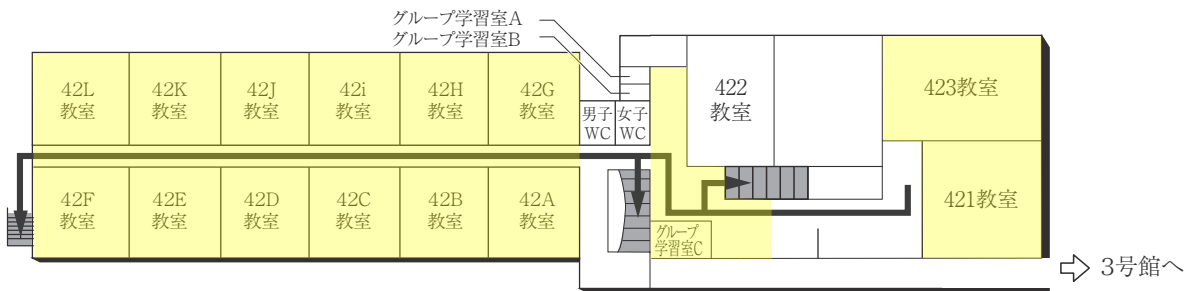 グループ学習室A
グループ学習室B
42L
教室
42K
教室
42J
教室
42i
教室
42H
教室
42G
教室
男子
WC
女子
WC
422
教室
423教室
42F
教室
42E
教室
42D
教室
42C
教室
42B
教室
42A
教室
グループ
学習室C
421教室
3号館へ